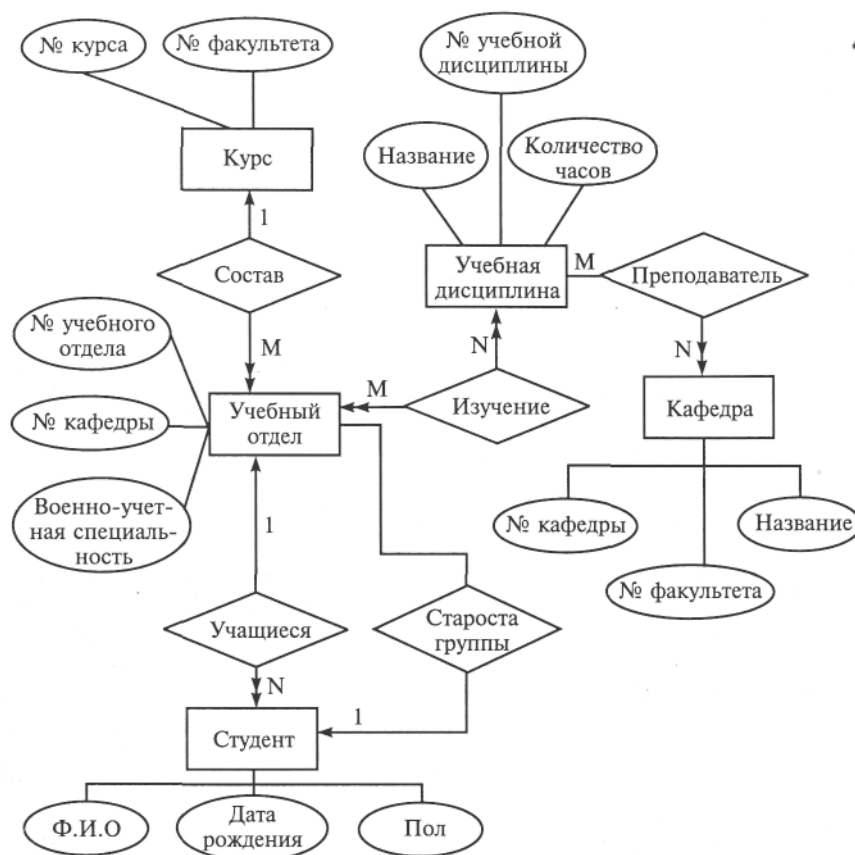 № курса
№ факультета
№ учебной
дисциплины
Название
Количество
часов
Курс
1
Состав
М
Учебная
дисциплина
М
Преподаватель
N
Кафедра
№ учебного
отдела
№ кафедры
Военно-учет-
ная специаль-
ность
Учебный
отдел
М
Изучение
N
1
№ кафедры
Название
№ факультета
Учащиеся
Староста
группы
N
1
Студент
Ф.И.О
Дата
рождения
Пол